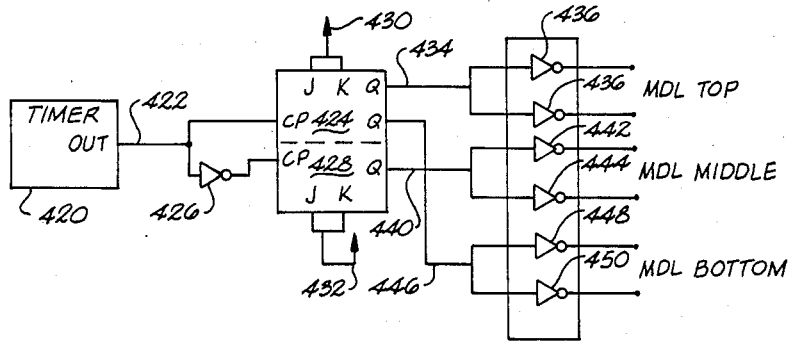 436
430
434
J K Q
436
MDL TOP
TIMER
OUT
422
CP 424 Q
442
CP 428 Q
444
MDL MIDDLE
J K
420
426
440
448
432
446
450
MDL BOTTOM